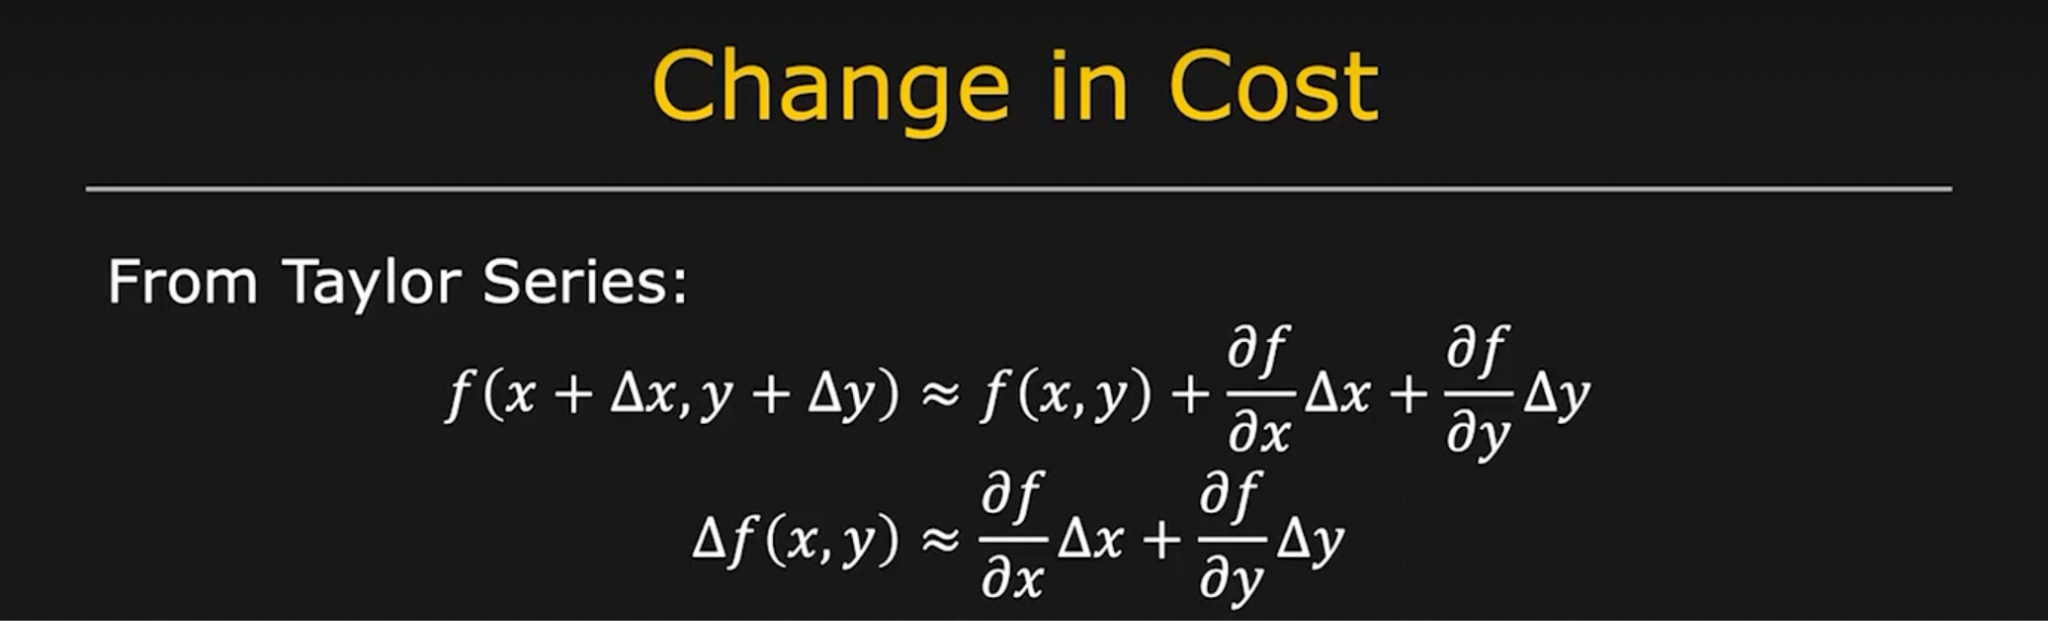 Change in Cost
From Taylor Series:
f(x + Δx, y + Δy) ≈ f(x, y) + ∂f/∂x Δx + ∂f/∂y Δy
Δf(x, y) ≈ ∂f/∂x Δx + ∂f/∂y Δy